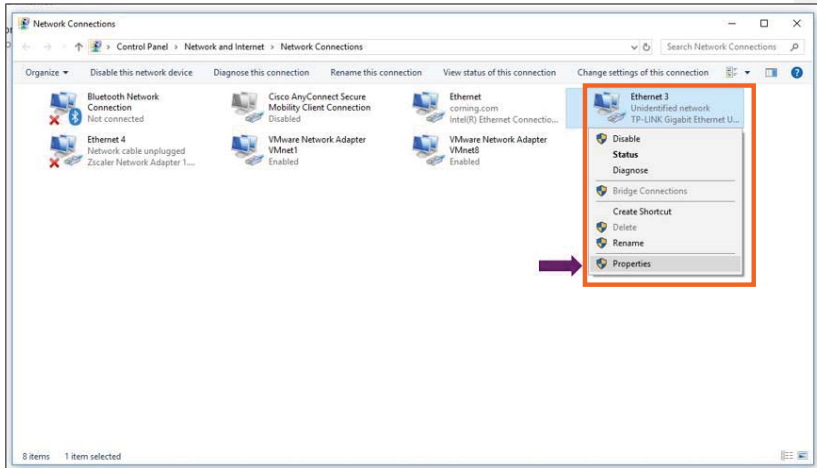 Network Connections
Control Panel > Network and Internet > Network Connections
Search Network Connections
Organize
Disable this network device
Diagnose this connection
Rename this connection
View status of this connection
Change settings of this connection
Bluetooth Network
Connection
Not connected
Cisco AnyConnect Secure
Mobility Client Connection
Disabled
Ethernet
corning.com
Intel(R) Ethernet Connectio...
Ethernet 3
Unidentified network
TP-LINK Gigabit Ethernet U...
Ethernet 4
Network cable unplugged
Zscaler Network Adapter 1....
VMware Network Adapter
VMnet1
Enabled
VMware Network Adapter
VMnet8
Enabled
Disable
Status
Diagnose
Bridge Connections
Create Shortcut
Delete
Rename
Properties
8 items
1 item selected